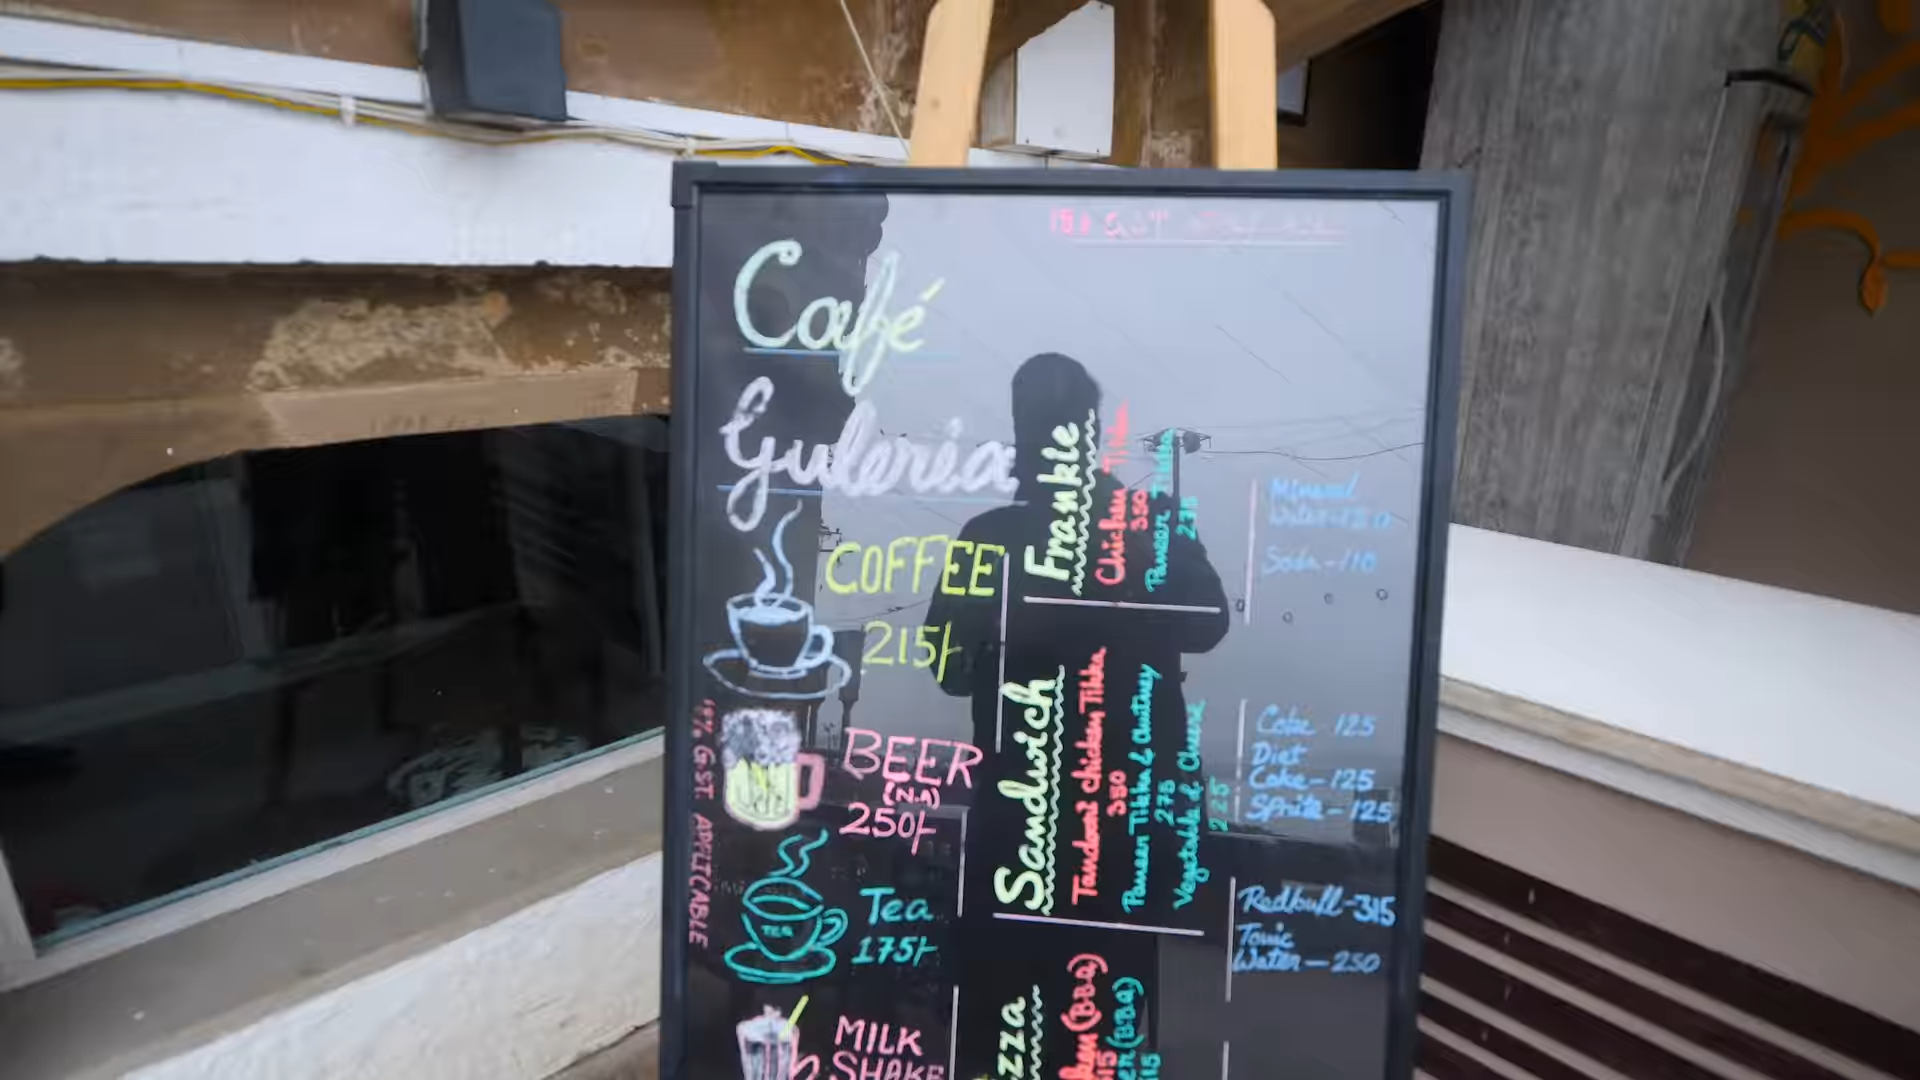 Café
Guleria
COFFEE
215/-
BEER
(N.A)
250/-
Tea
175/-
TEA
MILK
SHAKE
G.S.T. APPLICABLE
Frankie
Chicken Tikka
350
Paneer Tikka
275
Sandwich
Tandoori chicken Tikka
350
Paneer Tikka & Chutney
275
Vegetable & Cheese
225
Mineral
Soda-110
Coke-125
Diet
Coke-125
Sprite-125
Redbull-315
Tonic
Water-250